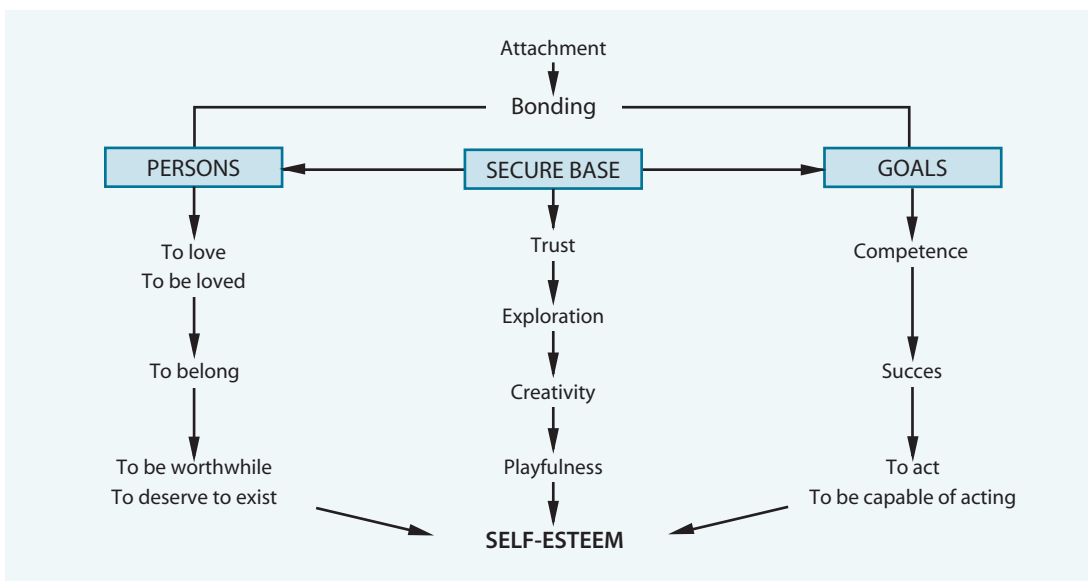 Attachment
Bonding
PERSONS
SECURE BASE
GOALS
To love
To be loved
To belong
To be worthwhile
To deserve to exist
Trust
Exploration
Creativity
Playfulness
Competence
Succes
To act
To be capable of acting
SELF-ESTEEM